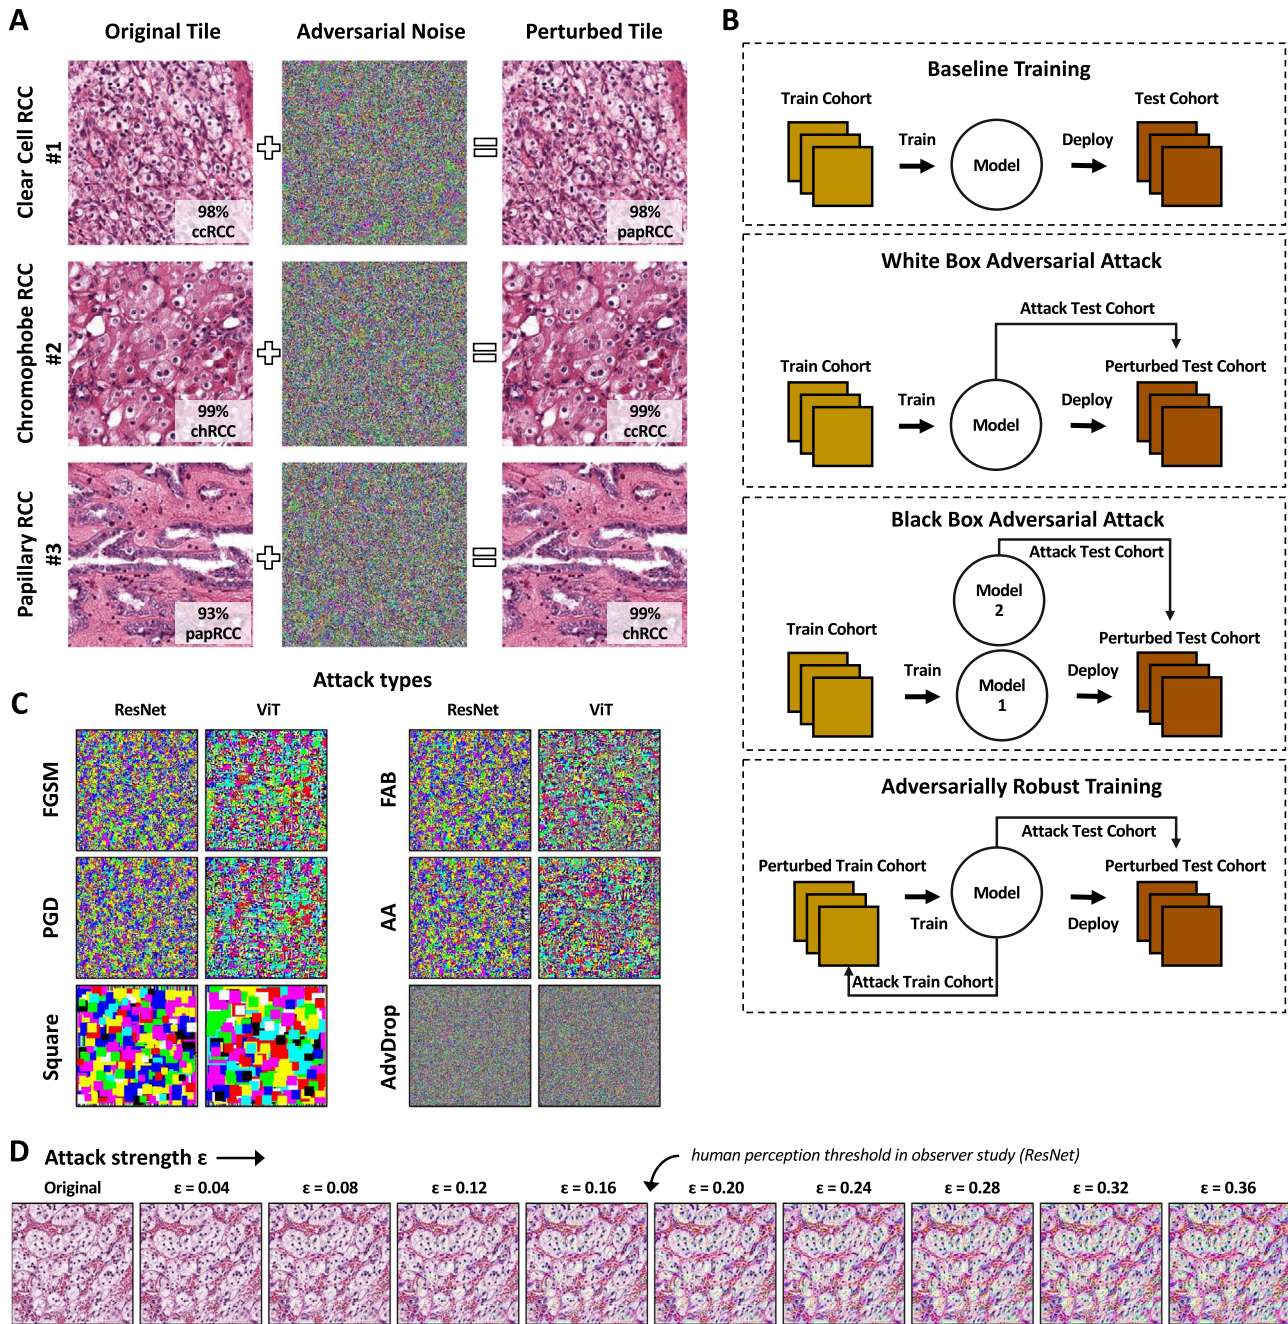 A
Original Tile
Adversarial Noise
Perturbed Tile
Clear Cell RCC
#1
98%
ccRCC
98%
papRCC
Chromophobe RCC
#2
99%
chRCC
99%
ccRCC
Papillary RCC
#3
93%
papRCC
99%
chRCC
B
Baseline Training
Train Cohort
Train
Model
Deploy
Test Cohort
White Box Adversarial Attack
Attack Test Cohort
Train Cohort
Train
Model
Deploy
Perturbed Test Cohort
Black Box Adversarial Attack
Attack Test Cohort
Model
2
Train Cohort
Train
Model
1
Deploy
Perturbed Test Cohort
Adversarially Robust Training
Attack Test Cohort
Perturbed Train Cohort
Train
Model
Deploy
Perturbed Test Cohort
Attack Train Cohort
C
Attack types
ResNet
ViT
ResNet
ViT
FGSM
FAB
PGD
AA
Square
AdvDrop
D
Attack strength ε
human perception threshold in observer study (ResNet)
Original
ε = 0.04
ε = 0.08
ε = 0.12
ε = 0.16
ε = 0.20
ε = 0.24
ε = 0.28
ε = 0.32
ε = 0.36